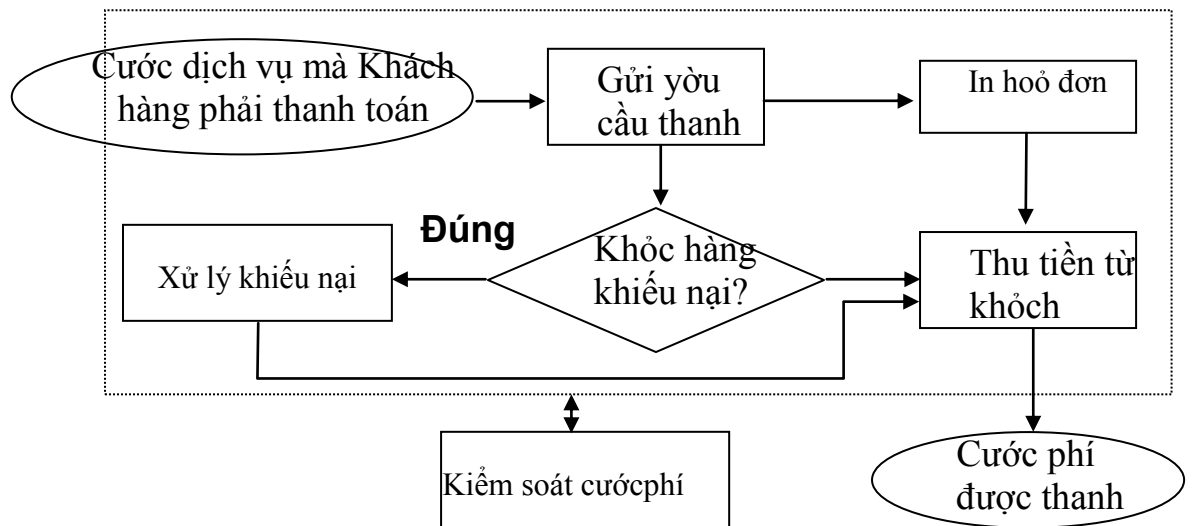 Cước dịch vụ mà Khách
hàng phải thanh toán
Gửi yờu
cầu thanh
In hoỏ đơn
Đúng
Khỏc hàng
khiếu nại?
Xử lý khiếu nại
Thu tiền từ
khỏch
Kiểm soát cướcphí
Cước phí
được thanh